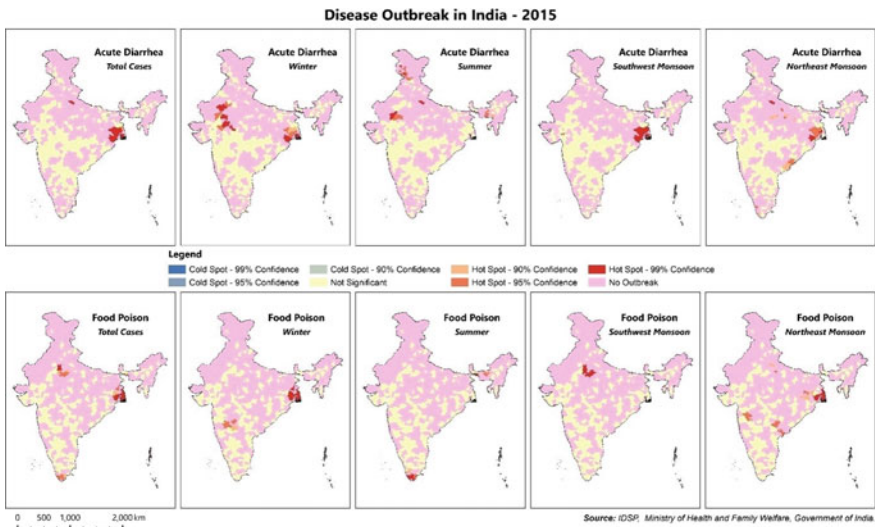 Disease Outbreak in India - 2015
Acute Diarrhea
Total Cases
Acute Diarrhea
Winter
Acute Diarrhea
Summer
Acute Diarrhea
Southwest Monsoon
Acute Diarrhea
Northeast Monsoon
Legend
Cold Spot - 99% Confidence
Cold Spot - 90% Confidence
Hot Spot - 90% Confidence
Hot Spot - 99% Confidence
Cold Spot - 95% Confidence
Not Significant
Hot Spot - 95% Confidence
No Outbreak
Food Poison
Total Cases
Food Poison
Winter
Food Poison
Summer
Food Poison
Southwest Monsoon
Food Poison
Northeast Monsoon
0 500 1,000 2,000 km
Source: IDSP, Ministry of Health and Family Welfare, Government of India